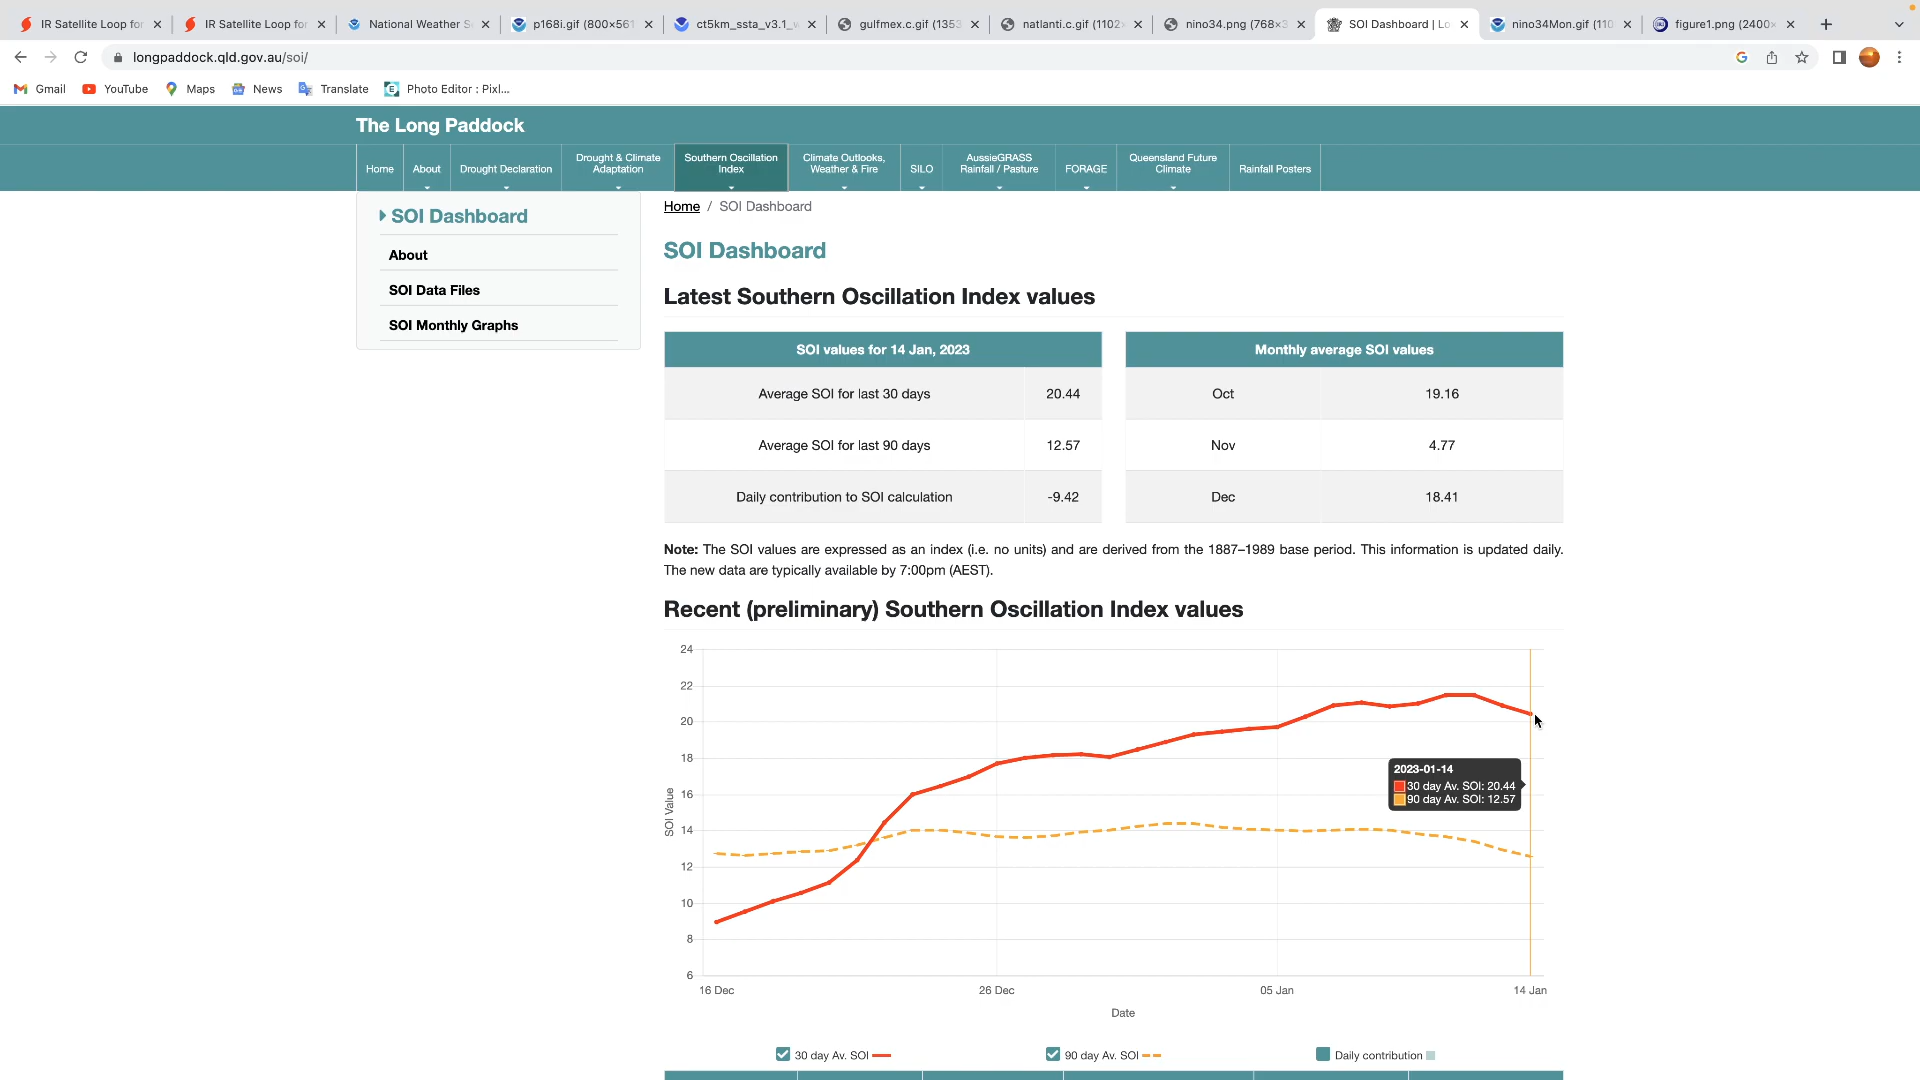 IR Satellite Loop for
IR Satellite Loop for
National Weather S
p168i.gif (800×561
ct5km_ssta_v3.1_
gulfmex.c.gif (1353
natlanti.c.gif (1102
nino34.png (768×3
SOI Dashboard | Lo
nino34Mon.gif (110
figure1.png (2400×
longpaddock.qld.gov.au/soi/
Gmail
YouTube
Maps
News
Translate
Photo Editor : Pixl...
The Long Paddock
Home
About
Drought Declaration
Drought & Climate
Adaptation
Southern Oscillation
Index
Climate Outlooks,
Weather & Fire
SILO
AussieGRASS
Rainfall / Pasture
FORAGE
Queensland Future
Climate
Rainfall Posters
SOI Dashboard
About
SOI Data Files
SOI Monthly Graphs
Home / SOI Dashboard
SOI Dashboard
Latest Southern Oscillation Index values
SOI values for 14 Jan, 2023
Average SOI for last 30 days 20.44
Average SOI for last 90 days 12.57
Daily contribution to SOI calculation -9.42
Monthly average SOI values
Oct 19.16
Nov 4.77
Dec 18.41
Note: The SOI values are expressed as an index (i.e. no units) and are derived from the 1887–1989 base period. This information is updated daily.
The new data are typically available by 7:00pm (AEST).
Recent (preliminary) Southern Oscillation Index values
24
22
20
18
16
14
12
10
8
6
SOI Value
2023-01-14
30 day Av. SOI: 20.44
90 day Av. SOI: 12.57
16 Dec
26 Dec
05 Jan
14 Jan
Date
30 day Av. SOI
90 day Av. SOI
Daily contribution